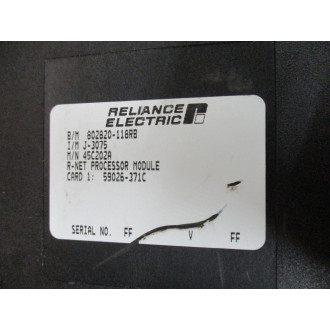 RELIANCE
ELECTRIC
B/M 802820-118RB
I/M J-3075
M/N 45C202A
R-NET PROCESSOR MODULE
CARD 1: 59026-371C
SERIAL NO. FF V FF